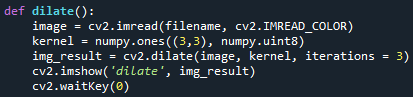 def dilate():
    image = cv2.imread(filename, cv2.IMREAD_COLOR)
    kernel = numpy.ones((3,3), numpy.uint8)
    img_result = cv2.dilate(image, kernel, iterations = 3)
    cv2.imshow('dilate', img_result)
    cv2.waitKey(0)